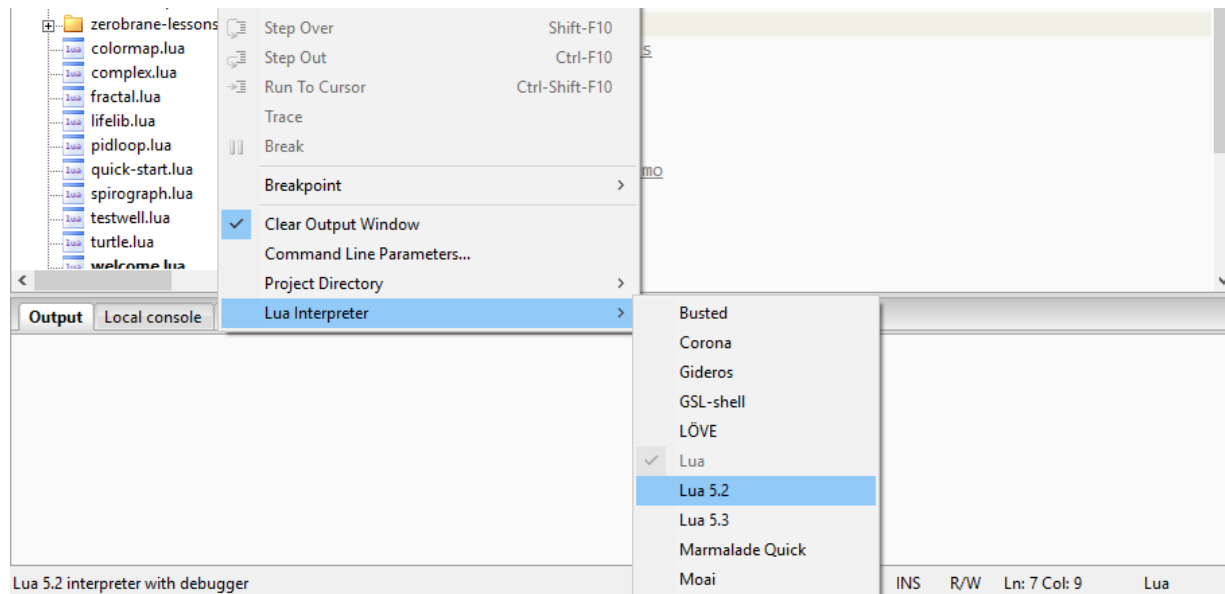 zerobrane-lessons
colormap.lua
complex.lua
fractal.lua
lifelib.lua
pidloop.lua
quick-start.lua
spirograph.lua
testwell.lua
turtle.lua
welcome.lua
Step Over Shift-F10
Step Out Ctrl-F10
Run To Cursor Ctrl-Shift-F10
Trace
Break
Breakpoint
Clear Output Window
Command Line Parameters...
Project Directory
Lua Interpreter
s
mo
Output Local console
Busted
Corona
Gideros
GSL-shell
LÖVE
Lua
Lua 5.2
Lua 5.3
Marmalade Quick
Moai
Lua 5.2 interpreter with debugger INS R/W Ln: 7 Col: 9 Lua